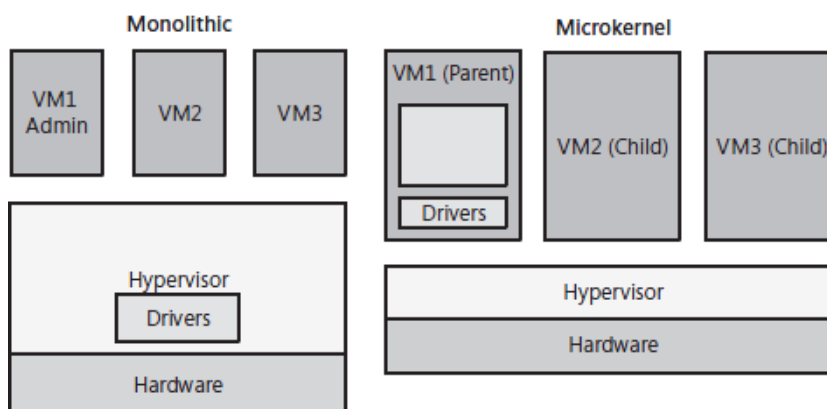 Monolithic
VM1
Admin
VM2
VM3
Hypervisor
Drivers
Hardware
Microkernel
VM1 (Parent)
Drivers
VM2 (Child)
VM3 (Child)
Hypervisor
Hardware